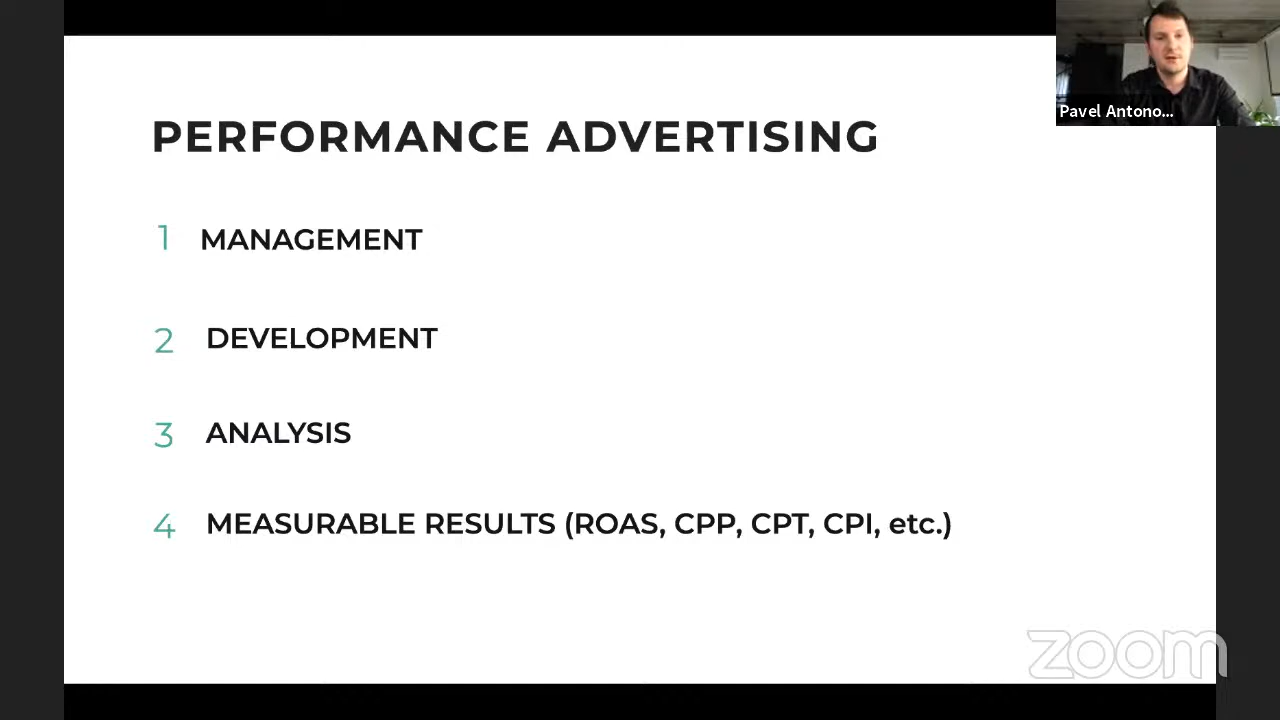 PERFORMANCE ADVERTISING
Pavel Antono...
1 MANAGEMENT
2 DEVELOPMENT
3 ANALYSIS
4 MEASURABLE RESULTS (ROAS, CPP, CPT, CPI, etc.)
zoom